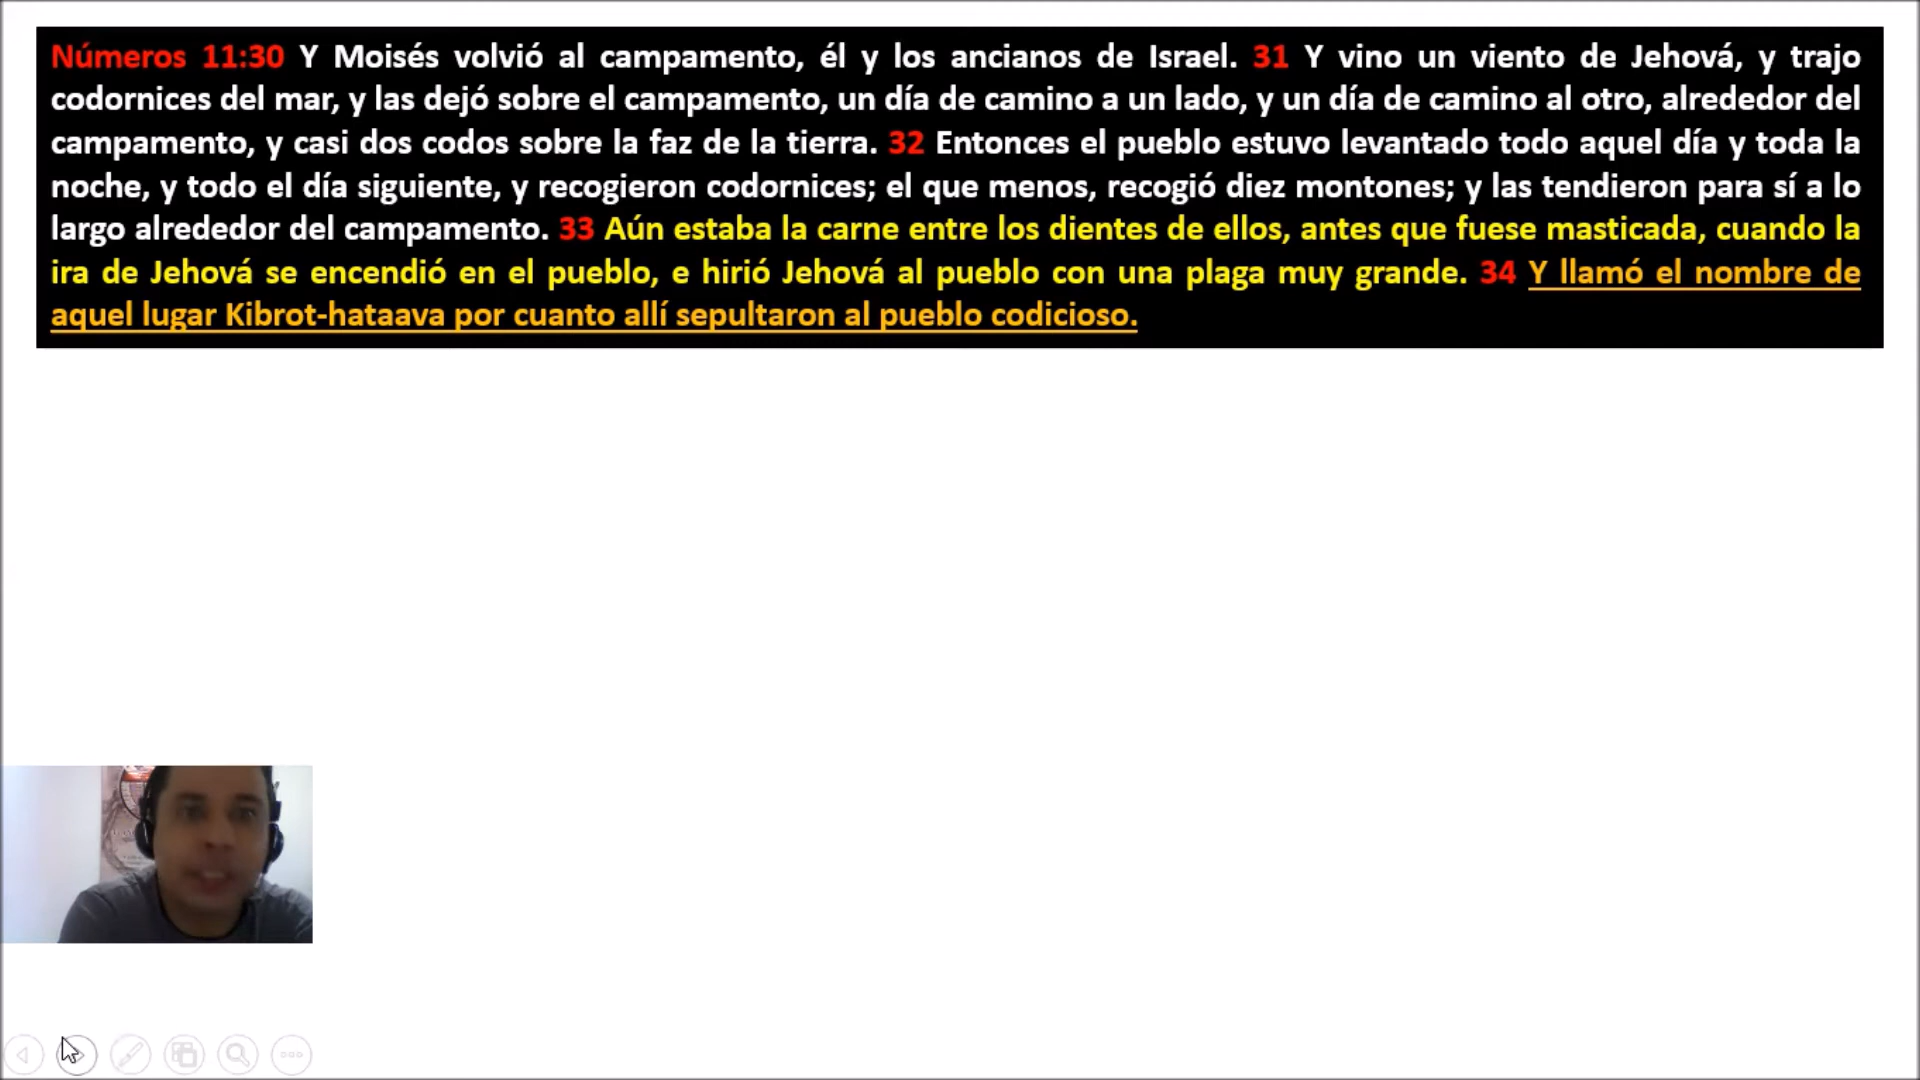 Números 11:30 Y Moisés volvió al campamento, él y los ancianos de Israel. 31 Y vino un viento de Jehová, y trajo
codornices del mar, y las dejó sobre el campamento, un día de camino a un lado, y un día de camino al otro, alrededor del
campamento, y casi dos codos sobre la faz de la tierra. 32 Entonces el pueblo estuvo levantado todo aquel día y toda la
noche, y todo el día siguiente, y recogieron codornices; el que menos, recogió diez montones; y las tendieron para sí a lo
largo alrededor del campamento. 33 Aún estaba la carne entre los dientes de ellos, antes que fuese masticada, cuando la
ira de Jehová se encendió en el pueblo, e hirió Jehová al pueblo con una plaga muy grande. 34 Y llamó el nombre de
aquel lugar Kibrot-hataava por cuanto allí sepultaron al pueblo codicioso.